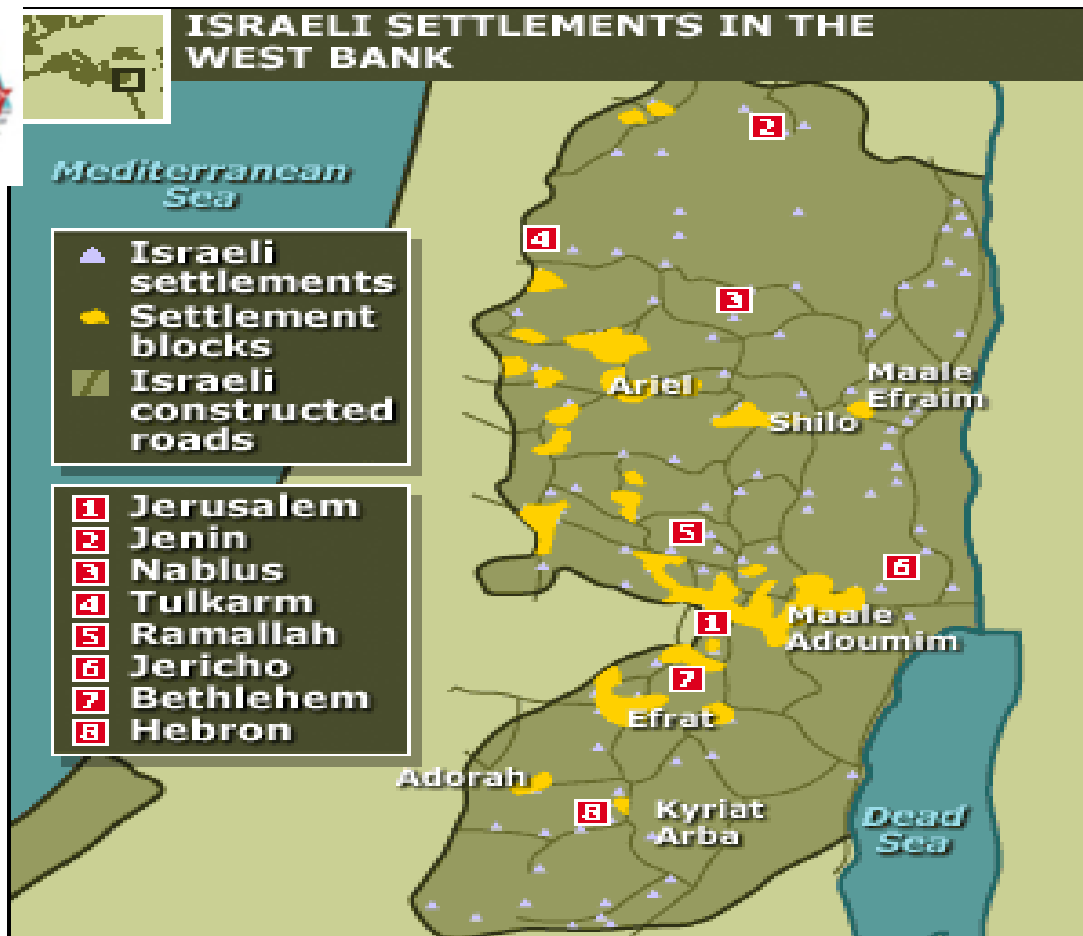 ISRAELI SETTLEMENTS IN THE
WEST BANK
Mediterranean
Sea
Israeli
settlements
Settlement
blocks
Israeli
constructed
roads
1 Jerusalem
2 Jenin
3 Nablus
4 Tulkarm
5 Ramallah
6 Jericho
7 Bethlehem
8 Hebron
2
4
3
Ariel
Maale
Efraim
Shilo
5
6
1
Maale
Adoumim
7
Efrat
Adorah
8
Kyriat
Arba
Dead
Sea